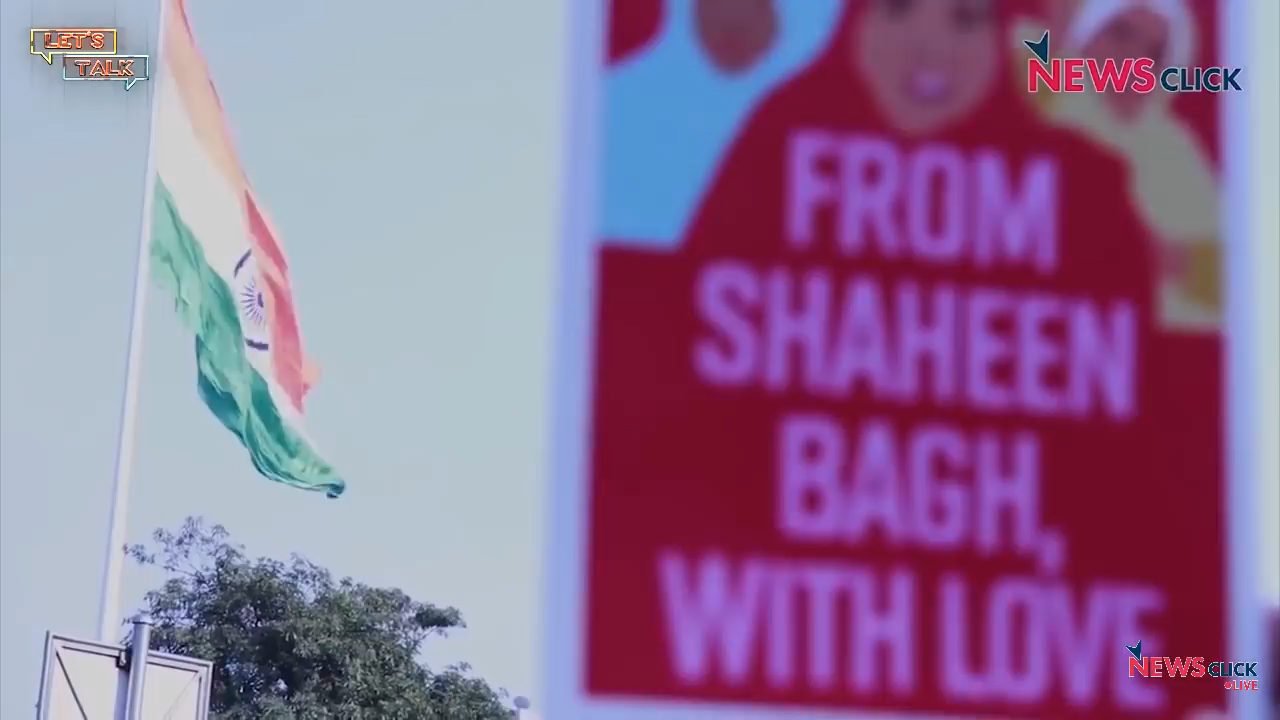 LET'S
TALK
NEWSCLICK
FROM
SHAHEEN
BAGH,
WITH LOVE
NEWSCLICK
LIVE